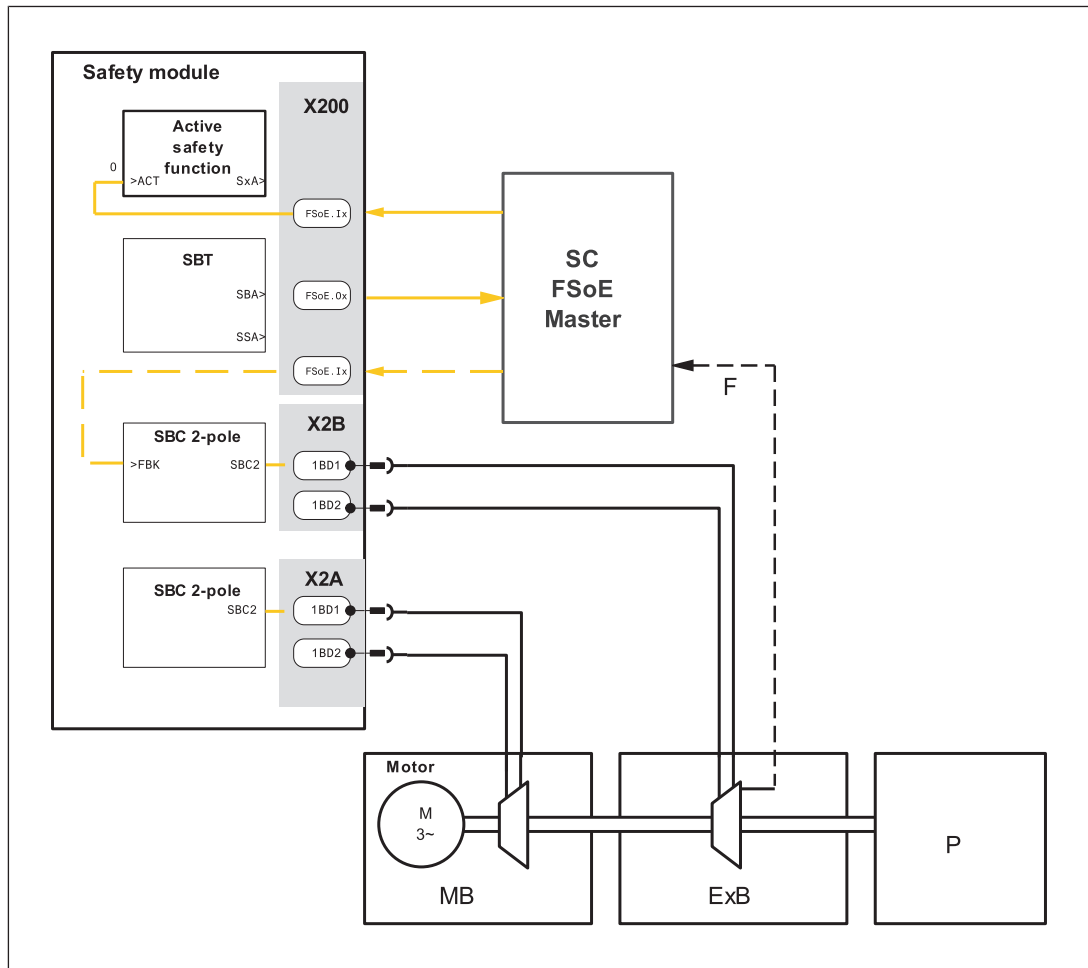 Safety module
X200
Active
safety
function
0
>ACT
SxA>
FSoE.Ix
SBT
SBA>
SSA>
FSoE.Ox
FSoE.Ix
SC
FSoE
Master
F
X2B
SBC 2-pole
>FBK
SBC2
1BD1
1BD2
X2A
SBC 2-pole
SBC2
1BD1
1BD2
Motor
M
3~
MB
ExB
P